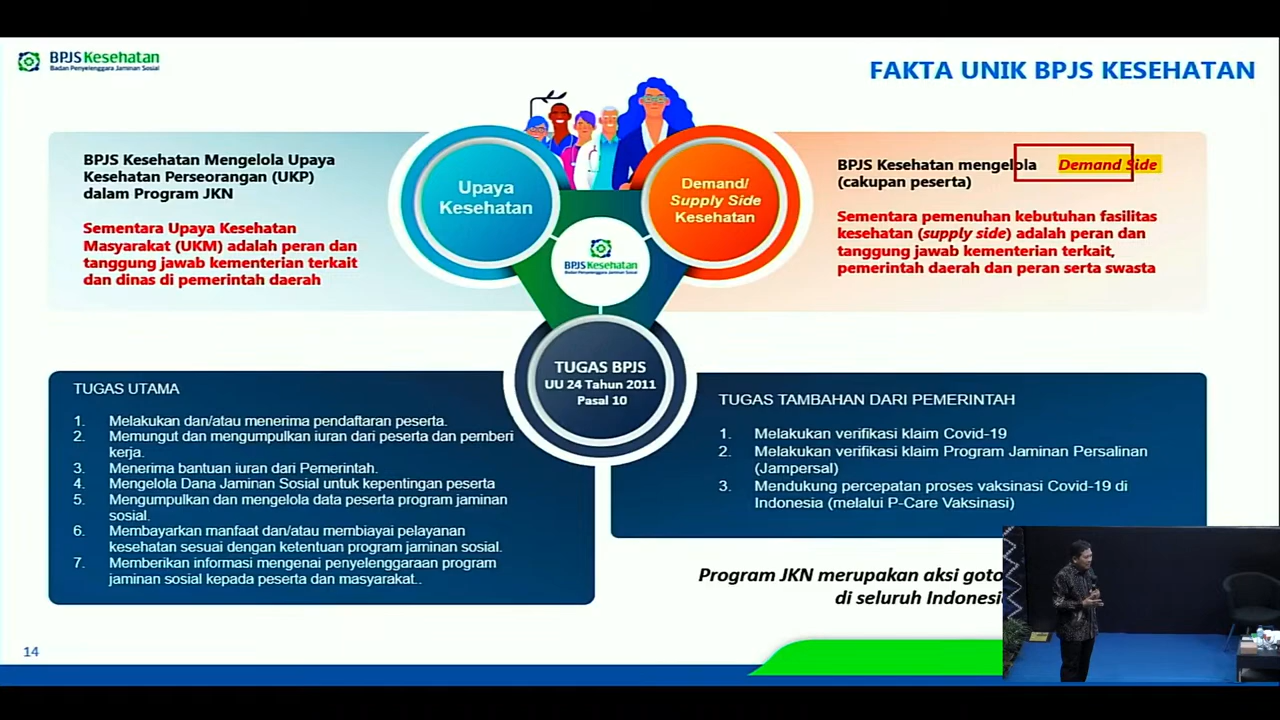 BPJS Kesehatan
Badan Penyelenggara Jaminan Sosial
FAKTA UNIK BPJS KESEHATAN
BPJS Kesehatan Mengelola Upaya
Kesehatan Perseorangan (UKP)
dalam Program JKN
Sementara Upaya Kesehatan
Masyarakat (UKM) adalah peran dan
tanggung jawab kementerian terkait
dan dinas di pemerintah daerah
Upaya
Kesehatan
Demand/
Supply Side
Kesehatan
BPJS Kesehatan
Badan Penyelenggara Jaminan Sosial
BPJS Kesehatan mengelola Demand Side
(cakupan peserta)
Sementara pemenuhan kebutuhan fasilitas
kesehatan (supply side) adalah peran dan
tanggung jawab kementerian terkait,
pemerintah daerah dan peran serta swasta
TUGAS BPJS
UU 24 Tahun 2011
Pasal 10
TUGAS UTAMA
1. Melakukan dan/atau menerima pendaftaran peserta.
2. Memungut dan mengumpulkan iuran dari peserta dan pemberi
kerja.
3. Menerima bantuan iuran dari Pemerintah.
4. Mengelola Dana Jaminan Sosial untuk kepentingan peserta
5. Mengumpulkan dan mengelola data peserta program jaminan
sosial.
6. Membayarkan manfaat dan/atau membiayai pelayanan
kesehatan sesuai dengan ketentuan program jaminan sosial.
7. Memberikan informasi mengenai penyelenggaraan program
jaminan sosial kepada peserta dan masyarakat..
TUGAS TAMBAHAN DARI PEMERINTAH
1. Melakukan verifikasi klaim Covid-19
2. Melakukan verifikasi klaim Program Jaminan Persalinan
(Jampersal)
3. Mendukung percepatan proses vaksinasi Covid-19 di
Indonesia (melalui P-Care Vaksinasi)
Program JKN merupakan aksi goto
di seluruh Indonesi
14